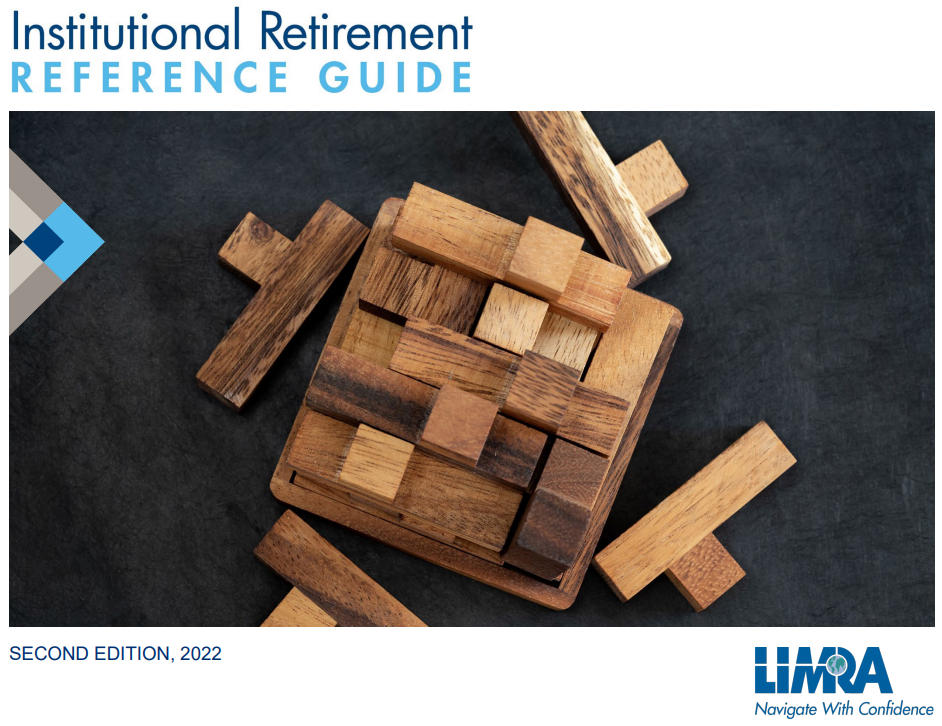 Institutional Retirement
REFERENCE GUIDE
SECOND EDITION, 2022
LIMRA
Navigate With Confidence